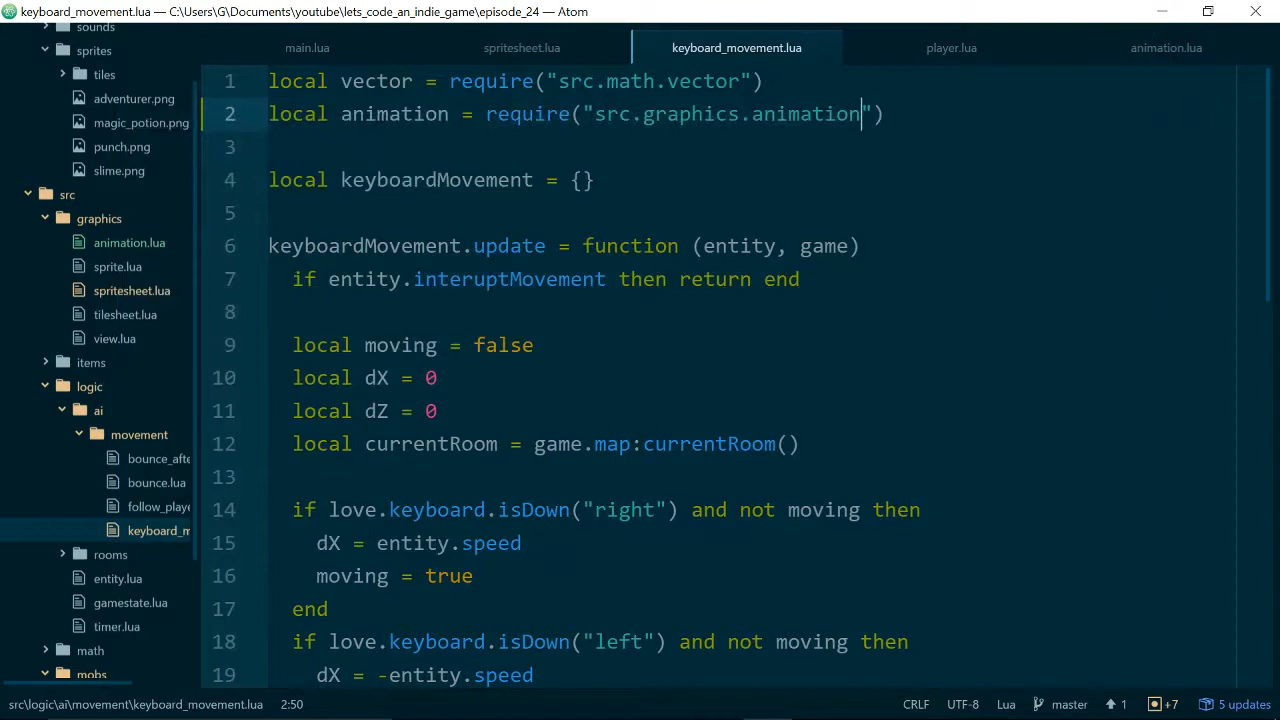 keyboard_movement.lua — C:\Users\G\Documents\youtube\lets_code_an_indie_game\episode_24 — Atom
main.lua
spritesheet.lua
keyboard_movement.lua
player.lua
animation.lua
sounds
sprites
tiles
adventurer.png
magic_potion.png
punch.png
slime.png
src
graphics
animation.lua
sprite.lua
spritesheet.lua
tilesheet.lua
view.lua
items
logic
ai
movement
bounce_afte
bounce.lua
follow_playe
keyboard_m
rooms
entity.lua
gamestate.lua
timer.lua
math
mobs
1 local vector = require("src.math.vector")
2 local animation = require("src.graphics.animation")
3
4 local keyboardMovement = {}
5
6 keyboardMovement.update = function (entity, game)
7 if entity.interuptMovement then return end
8
9 local moving = false
10 local dX = 0
11 local dZ = 0
12 local currentRoom = game.map:currentRoom()
13
14 if love.keyboard.isDown("right") and not moving then
15 dX = entity.speed
16 moving = true
17 end
18 if love.keyboard.isDown("left") and not moving then
19 dX = -entity.speed
src\logic\ai\movement\keyboard_movement.lua 2:50 CRLF UTF-8 Lua master 1 +7 5 updates